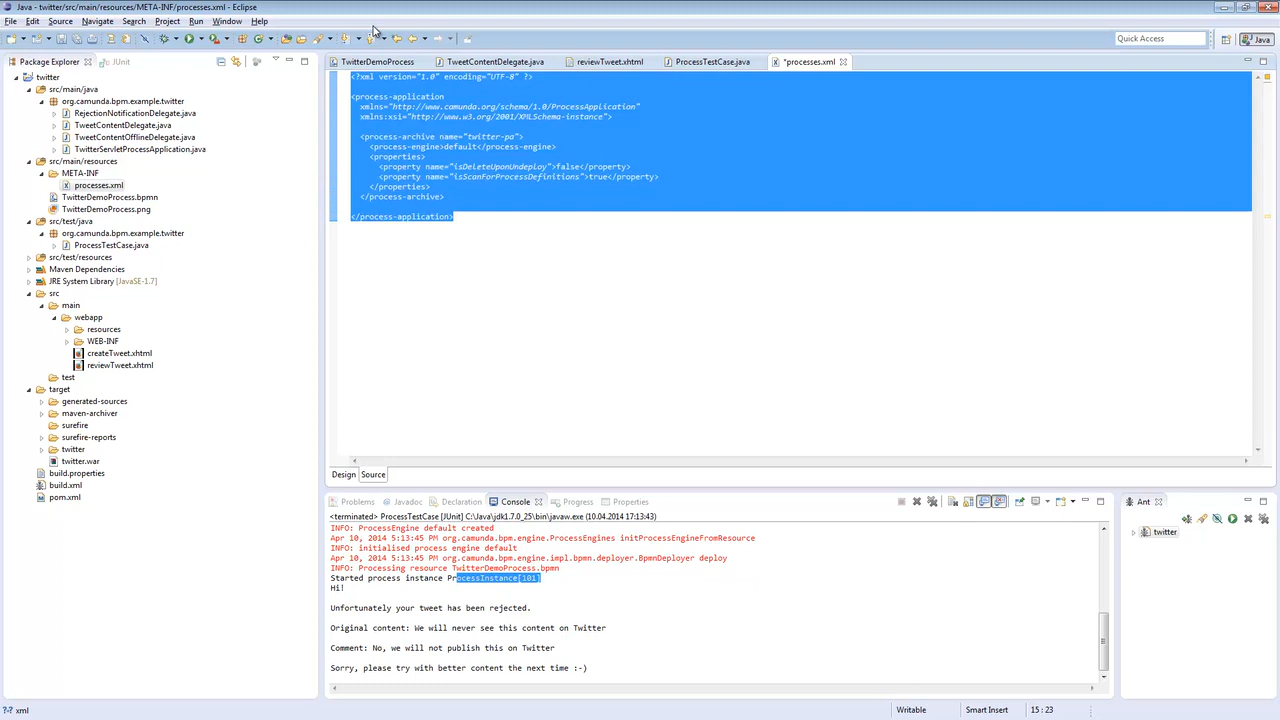 Java - twitter/src/main/resources/META-INF/processes.xml - Eclipse
File Edit Source Navigate Search Project Run Window Help
Quick Access
Java
Package Explorer JUnit
TwitterDemoProcess TweetContentDelegate.java reviewTweet.xhtml ProcessTestCase.java *processes.xml
twitter
src/main/java
org.camunda.bpm.example.twitter
RejectionNotificationDelegate.java
TweetContentDelegate.java
TweetContentOfflineDelegate.java
TwitterServletProcessApplication.java
src/main/resources
META-INF
processes.xml
TwitterDemoProcess.bpmn
TwitterDemoProcess.png
src/test/java
org.camunda.bpm.example.twitter
ProcessTestCase.java
src/test/resources
Maven Dependencies
JRE System Library [JavaSE-1.7]
src
main
webapp
resources
WEB-INF
createTweet.xhtml
reviewTweet.xhtml
test
target
generated-sources
maven-archiver
surefire
surefire-reports
twitter
twitter.war
build.properties
build.xml
pom.xml
<?xml version="1.0" encoding="UTF-8" ?>
<process-application
xmlns="http://www.camunda.org/schema/1.0/ProcessApplication"
xmlns:xsi="http://www.w3.org/2001/XMLSchema-instance">
<process-archive name="twitter-pa">
<process-engine>default</process-engine>
<properties>
<property name="isDeleteUponUndeploy">false</property>
<property name="isScanForProcessDefinitions">true</property>
</properties>
</process-archive>
</process-application>
Design Source
Problems Javadoc Declaration Console Progress Properties
<terminated> ProcessTestCase [JUnit] C:\Java\jdk1.7.0_25\bin\javaw.exe (10.04.2014 17:13:43)
INFO: ProcessEngine default created
Apr 10, 2014 5:13:45 PM org.camunda.bpm.engine.ProcessEngines initProcessEngineFromResource
INFO: initialised process engine default
Apr 10, 2014 5:13:45 PM org.camunda.bpm.engine.impl.bpmn.deployer.BpmnDeployer deploy
INFO: Processing resource TwitterDemoProcess.bpmn
Started process instance ProcessInstance[101]
Hi!
Unfortunately your tweet has been rejected.
Original content: We will never see this content on Twitter
Comment: No, we will not publish this on Twitter
Sorry, please try with better content the next time :-)
Ant
twitter
xml
Writable Smart Insert 15 : 23